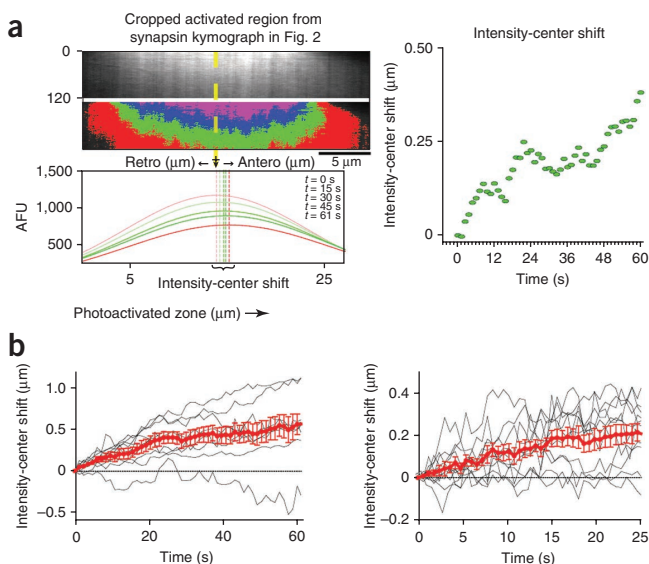 a
Cropped activated region from
synapsin kymograph in Fig. 2
0
120
5 µm
Retro (µm) ← + → Antero (µm)
1,500
1,000
500
AFU
t = 0 s
t = 15 s
t = 30 s
t = 45 s
t = 61 s
5
25
Intensity-center shift
Photoactivated zone (µm) →
Intensity-center shift
Intensity-center shift (µm)
0.50
0.25
0
0 12 24 36 48 60
Time (s)
b
Intensity-center shift (µm)
1.0
0.5
0
–0.5
0 20 40 60
Time (s)
Intensity-center shift (µm)
0.4
0.2
0
–0.2
0 5 10 15 20 25
Time (s)